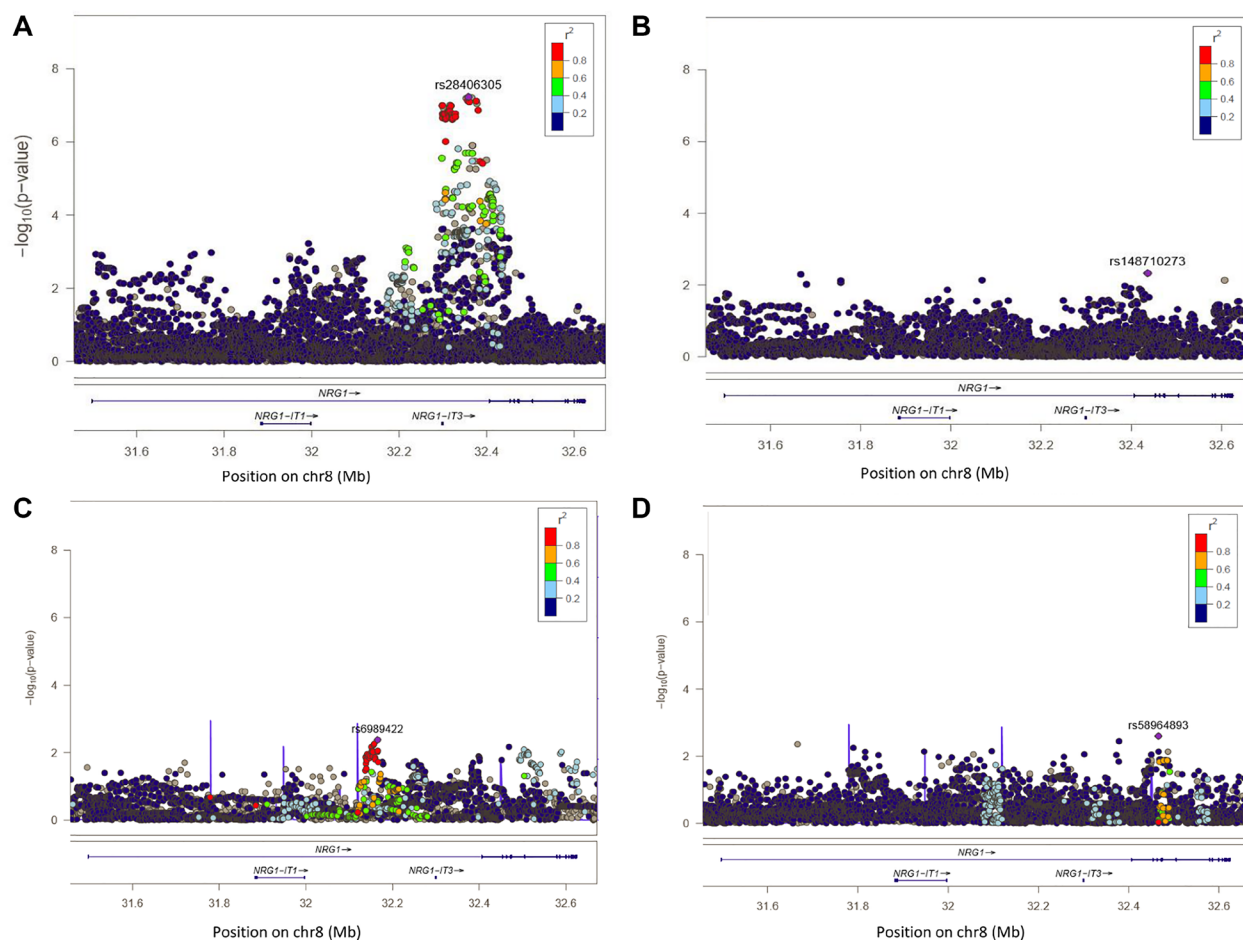 A
r²
0.8
0.6
0.4
0.2
rs28406305
8
6
4
2
0
−log₁₀(p−value)
NRG1→
NRG1−IT1→ NRG1−IT3→
31.6 31.8 32 32.2 32.4 32.6
Position on chr8 (Mb)
B
r²
0.8
0.6
0.4
0.2
rs148710273
8
6
4
2
0
NRG1→
NRG1−IT1→ NRG1−IT3→
31.6 31.8 32 32.2 32.4 32.6
Position on chr8 (Mb)
C
r²
0.8
0.6
0.4
0.2
rs6989422
8
6
4
2
0
−log₁₀(p−value)
NRG1→
NRG1−IT1→ NRG1−IT3→
31.6 31.8 32 32.2 32.4 32.6
Position on chr8 (Mb)
D
r²
0.8
0.6
0.4
0.2
rs58964893
8
6
4
2
0
−log₁₀(p−value)
NRG1→
NRG1−IT1→ NRG1−IT3→
31.6 31.8 32 32.2 32.4 32.6
Position on chr8 (Mb)